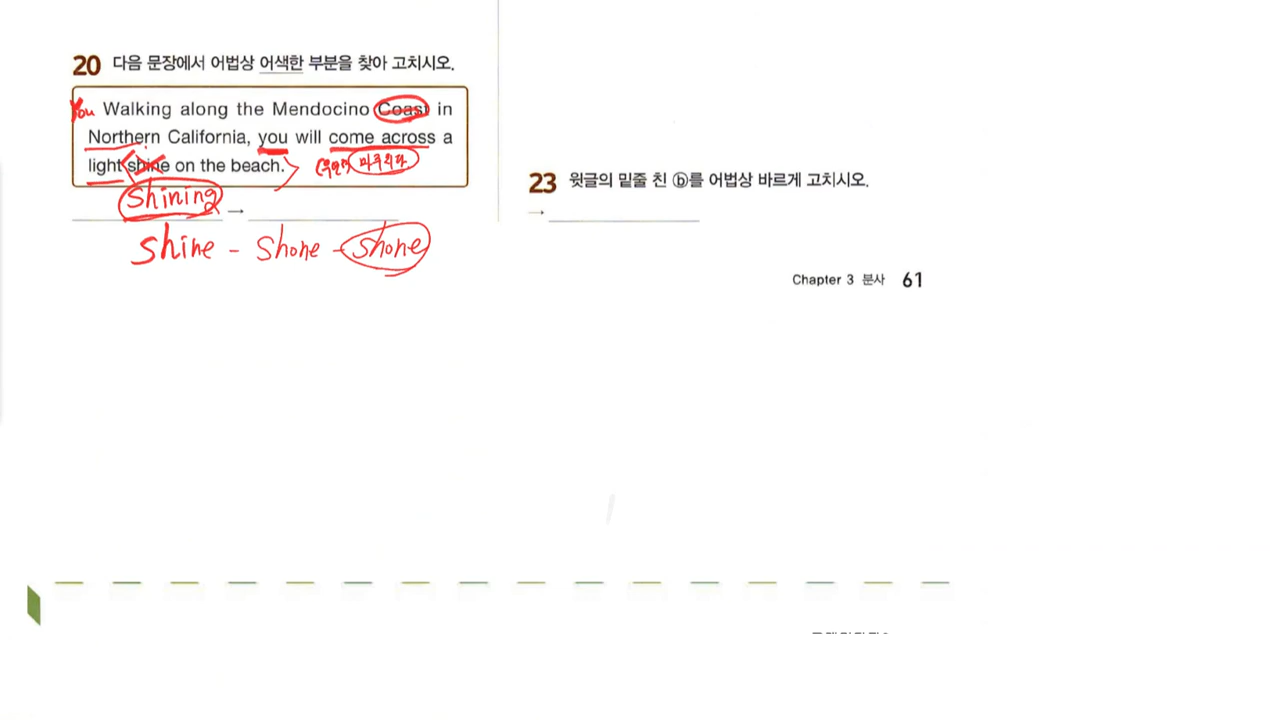 20 다음 문장에서 어법상 어색한 부분을 찾아 고치시오.
You Walking along the Mendocino Coast in
Northern California, you will come across a
light shine on the beach.
마주치다
shining
→
shine - shone - shone
23 윗글의 밑줄 친 ⓑ를 어법상 바르게 고치시오.
→
Chapter 3 분사 61